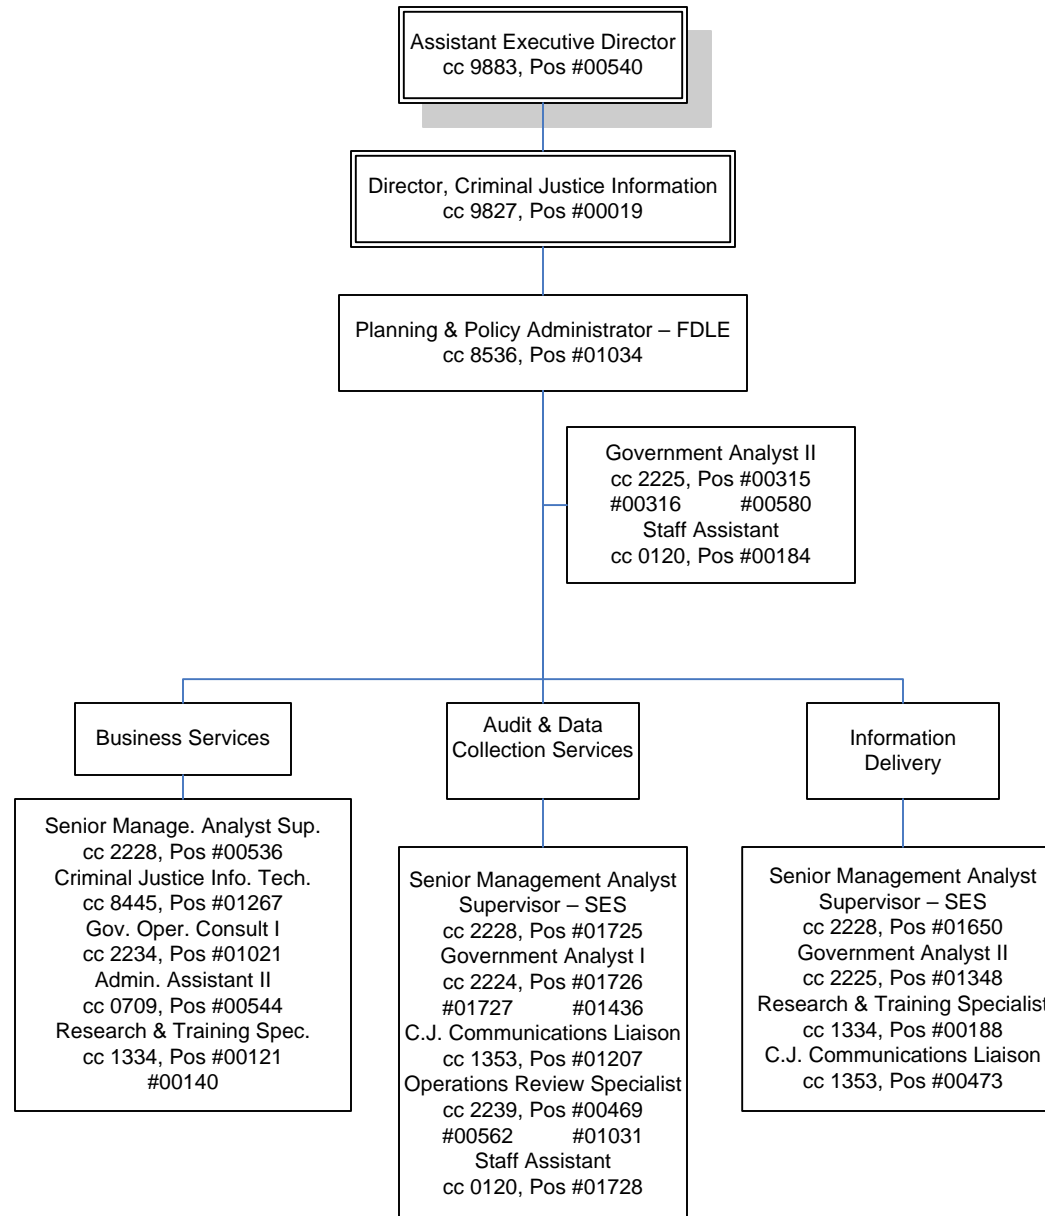 Assistant Executive Director
cc 9883, Pos #00540
Director, Criminal Justice Information
cc 9827, Pos #00019
Planning & Policy Administrator – FDLE
cc 8536, Pos #01034
Government Analyst II
cc 2225, Pos #00315
#00316 #00580
Staff Assistant
cc 0120, Pos #00184
Business Services
Senior Manage. Analyst Sup.
cc 2228, Pos #00536
Criminal Justice Info. Tech.
cc 8445, Pos #01267
Gov. Oper. Consult I
cc 2234, Pos #01021
Admin. Assistant II
cc 0709, Pos #00544
Research & Training Spec.
cc 1334, Pos #00121
#00140
Audit & Data
Collection Services
Senior Management Analyst
Supervisor – SES
cc 2228, Pos #01725
Government Analyst I
cc 2224, Pos #01726
#01727 #01436
C.J. Communications Liaison
cc 1353, Pos #01207
Operations Review Specialist
cc 2239, Pos #00469
#00562 #01031
Staff Assistant
cc 0120, Pos #01728
Information
Delivery
Senior Management Analyst
Supervisor – SES
cc 2228, Pos #01650
Government Analyst II
cc 2225, Pos #01348
Research & Training Specialist
cc 1334, Pos #00188
C.J. Communications Liaison
cc 1353, Pos #00473